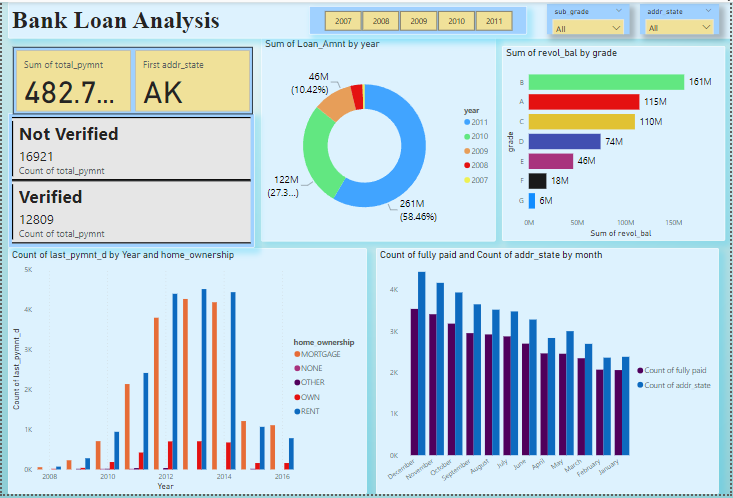 Bank Loan Analysis
2007 2008 2009 2010 2011
sub_grade
All
addr_state
All
Sum of total_pymnt
482.7...
First addr_state
AK
Not Verified
16921
Count of total_pymnt
Verified
12809
Count of total_pymnt
Sum of Loan_Amnt by year
46M
(10.42%)
122M
(27.3...)
261M
(58.46%)
year
2011
2010
2009
2008
2007
Sum of revol_bal by grade
grade
B 161M
A 115M
C 110M
D 74M
E 46M
F 18M
G 6M
0M 50M 100M 150M
Sum of revol_bal
Count of last_pymnt_d by Year and home_ownership
Count of last_pymnt_d
5K
4K
3K
2K
1K
0K
2008 2010 2012 2014 2016
Year
home_ownership
MORTGAGE
NONE
OTHER
OWN
RENT
Count of fully paid and Count of addr_state by month
4K
3K
2K
1K
0K
December November October September August July June April May March February January
Count of fully paid
Count of addr_state